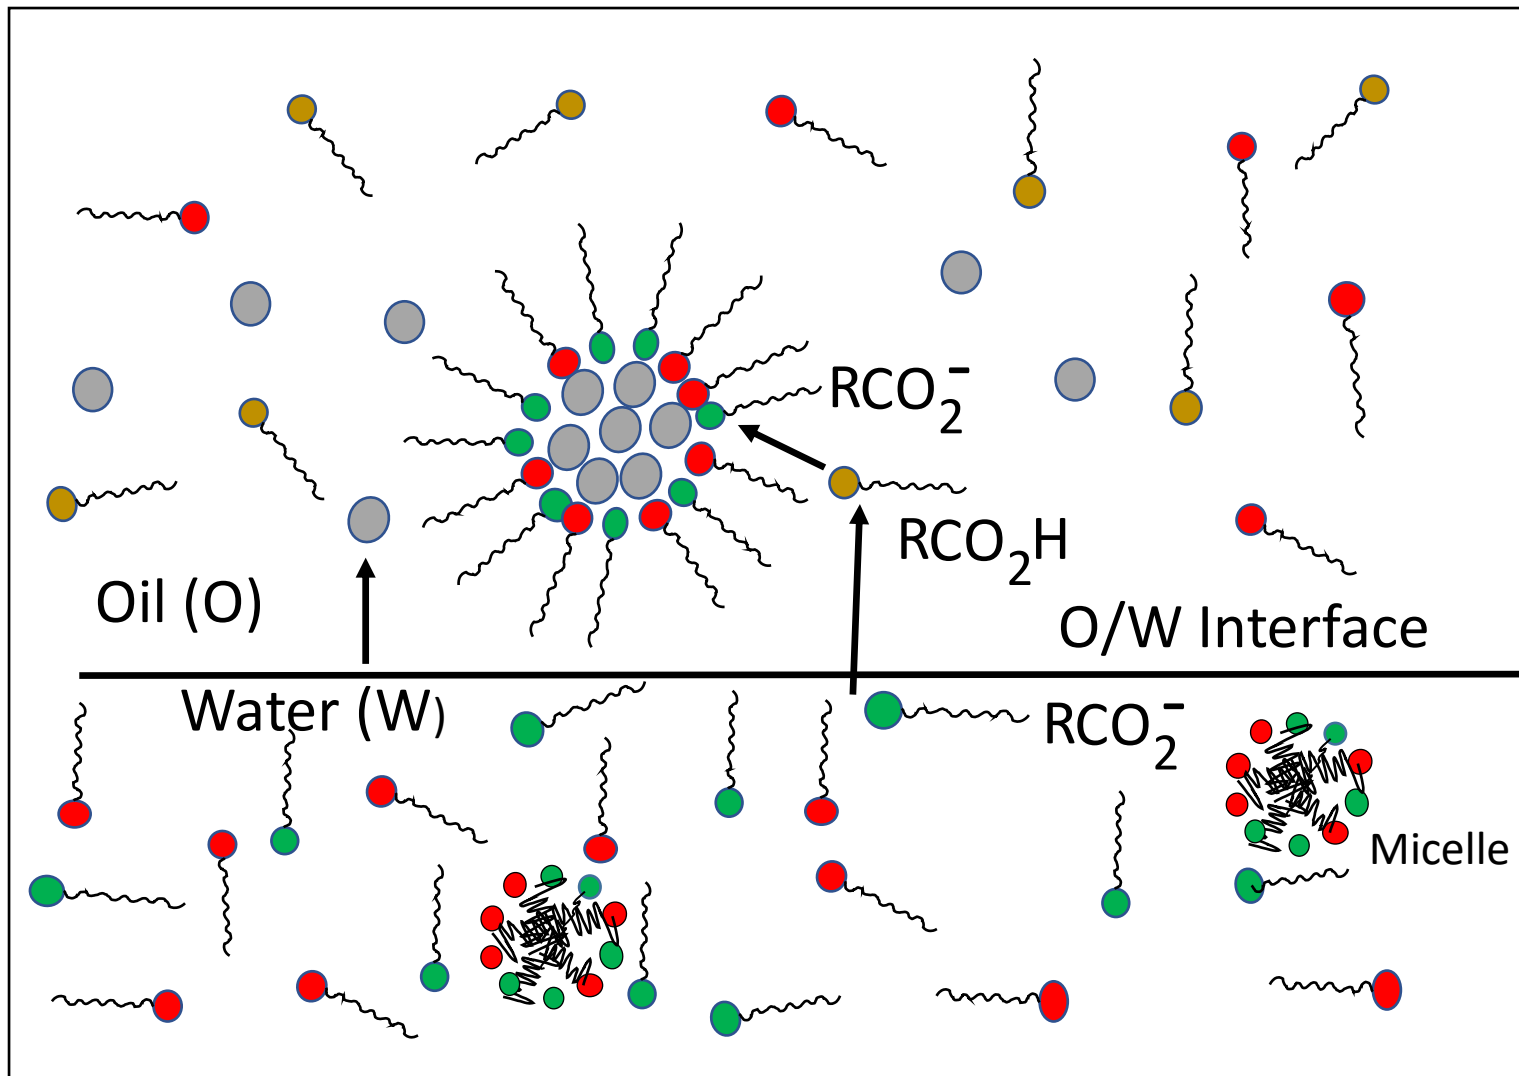 RCO₂⁻
RCO₂H
Oil (O)
O/W Interface
Water (W)
RCO₂⁻
Micelle